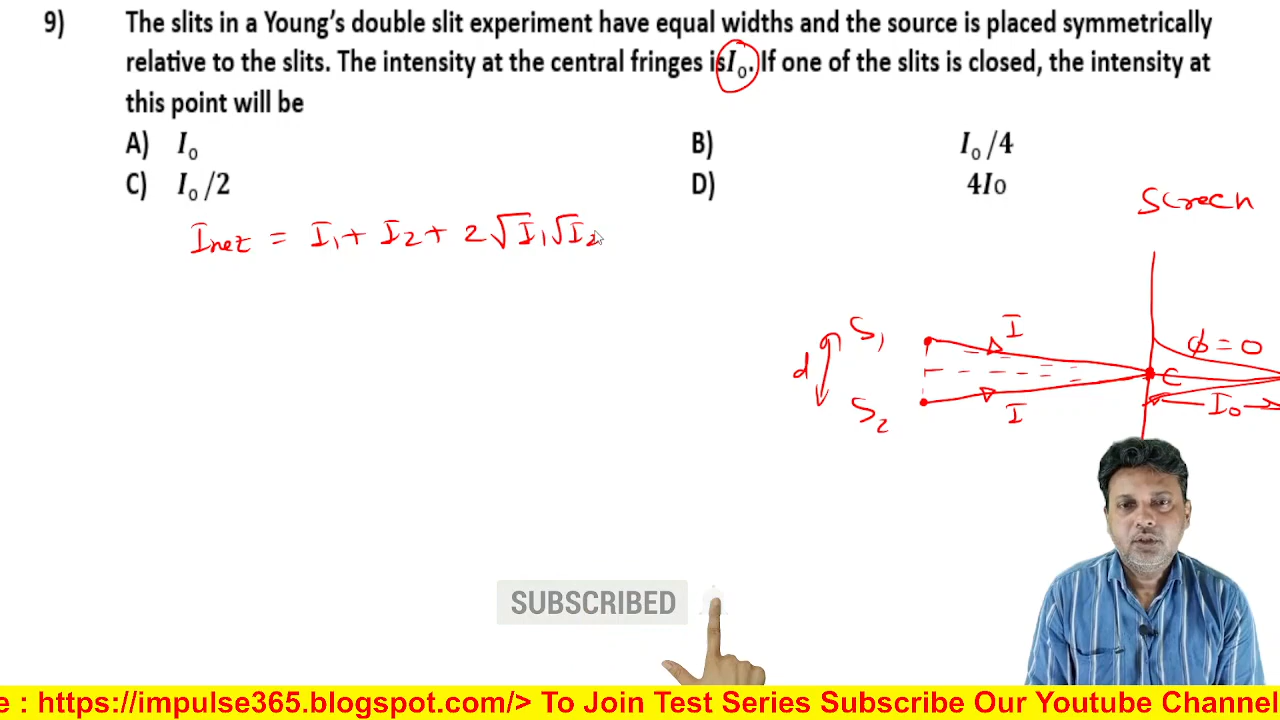 9) The slits in a Young's double slit experiment have equal widths and the source is placed symmetrically
relative to the slits. The intensity at the central fringes is I₀. If one of the slits is closed, the intensity at
this point will be
A) I₀ B) I₀ /4
C) I₀ /2 D) 4Io
Screen
Inet = I₁ + I₂ + 2√I₁√I₂
S₁
I
ϕ = 0
d
C
S₂
I
I₀
SUBSCRIBED
e : https://impulse365.blogspot.com/> To Join Test Series Subscribe Our Youtube Channel